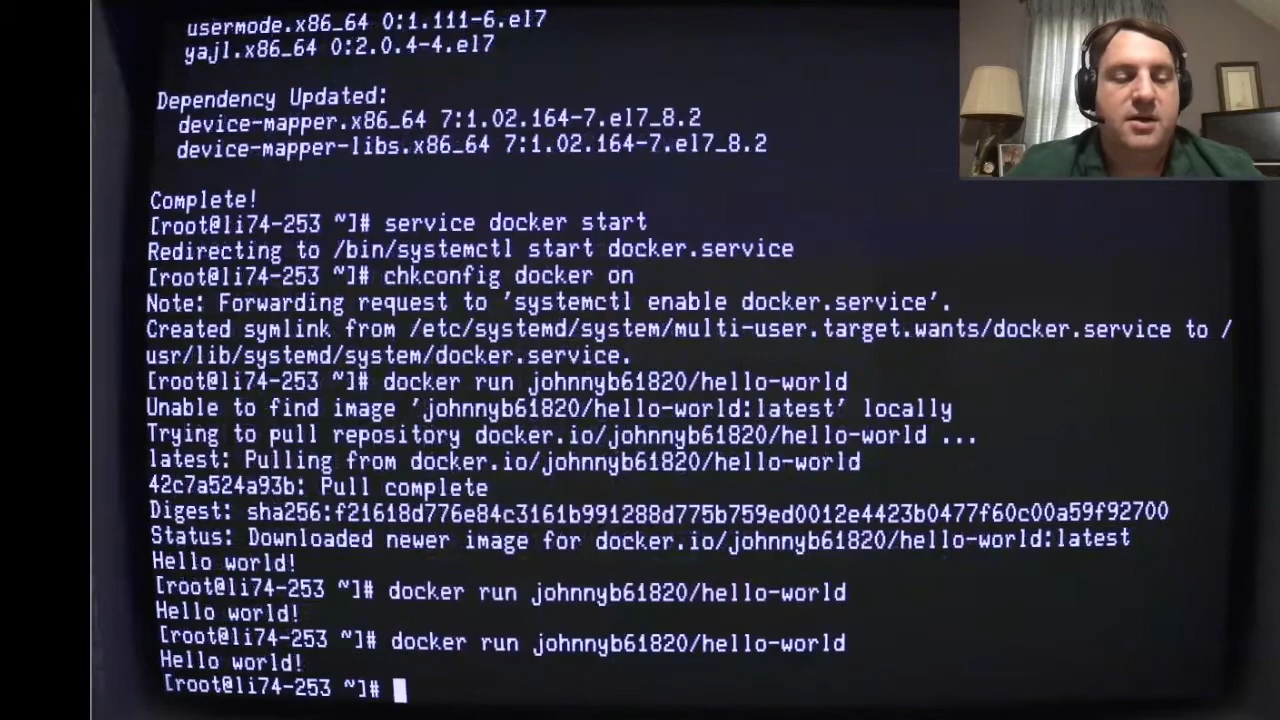 usermode.x86_64 0:1.111-6.el7
yajl.x86_64 0:2.0.4-4.el7
Dependency Updated:
device-mapper.x86_64 7:1.02.164-7.el7_8.2
device-mapper-libs.x86_64 7:1.02.164-7.el7_8.2
Complete!
[root@li74-253 ~]# service docker start
Redirecting to /bin/systemctl start docker.service
[root@li74-253 ~]# chkconfig docker on
Note: Forwarding request to 'systemctl enable docker.service'.
Created symlink from /etc/systemd/system/multi-user.target.wants/docker.service to /
usr/lib/systemd/system/docker.service.
[root@li74-253 ~]# docker run johnnyb61820/hello-world
Unable to find image 'johnnyb61820/hello-world:latest' locally
Trying to pull repository docker.io/johnnyb61820/hello-world ...
latest: Pulling from docker.io/johnnyb61820/hello-world
42c7a524a93b: Pull complete
Digest: sha256:f21618d776e84c3161b991288d775b759ed0012e4423b0477f60c00a59f92700
Status: Downloaded newer image for docker.io/johnnyb61820/hello-world:latest
Hello world!
[root@li74-253 ~]# docker run johnnyb61820/hello-world
Hello world!
[root@li74-253 ~]# docker run johnnyb61820/hello-world
Hello world!
[root@li74-253 ~]#